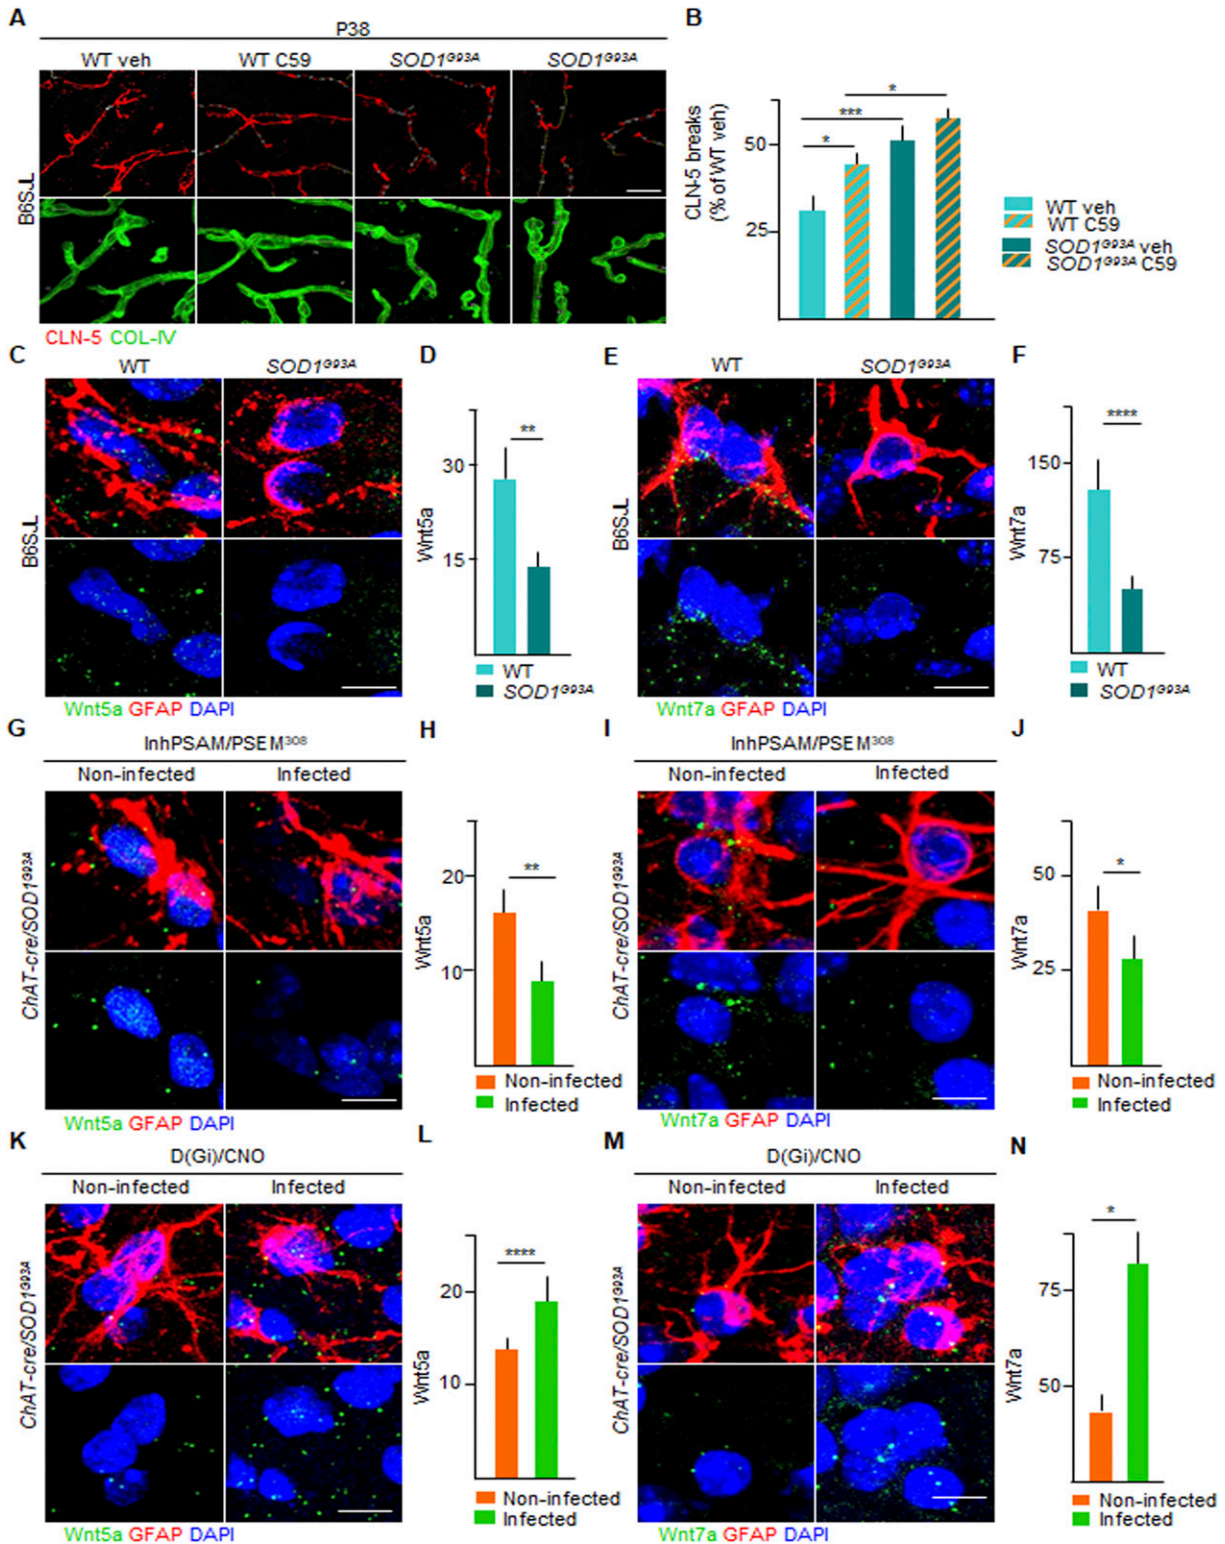 A
P38
WT veh WT C59 SOD1G93A SOD1G93A
B6SJL
CLN-5 COL-IV
B
CLN-5 breaks
(% of WT veh)
50
25
*
***
*
WT veh
WT C59
SOD1G93A veh
SOD1G93A C59
C
WT SOD1G93A
B6SJL
Wnt5a GFAP DAPI
D
Wnt5a
30
15
**
WT
SOD1G93A
E
WT SOD1G93A
B6SJL
Wnt7a GFAP DAPI
F
Wnt7a
150
75
****
WT
SOD1G93A
G
InhPSAM/PSEM308
Non-infected Infected
ChAT-cre/SOD1G93A
Wnt5a GFAP DAPI
H
Wnt5a
20
10
**
Non-infected
Infected
I
InhPSAM/PSEM308
Non-infected Infected
ChAT-cre/SOD1G93A
Wnt7a GFAP DAPI
J
Wnt7a
50
25
*
Non-infected
Infected
K
D(Gi)/CNO
Non-infected Infected
ChAT-cre/SOD1G93A
Wnt5a GFAP DAPI
L
Wnt5a
20
10
****
Non-infected
Infected
M
D(Gi)/CNO
Non-infected Infected
ChAT-cre/SOD1G93A
Wnt7a GFAP DAPI
N
Wnt7a
75
50
*
Non-infected
Infected